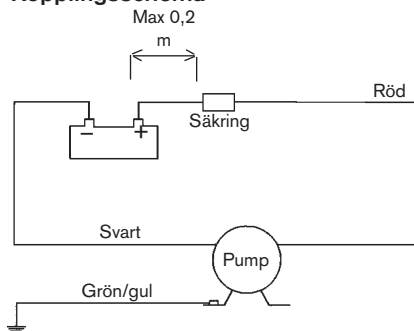 Kopplingsschema
Max 0,2
m
Röd
− +
Säkring
Svart
Pump
Grön/gul